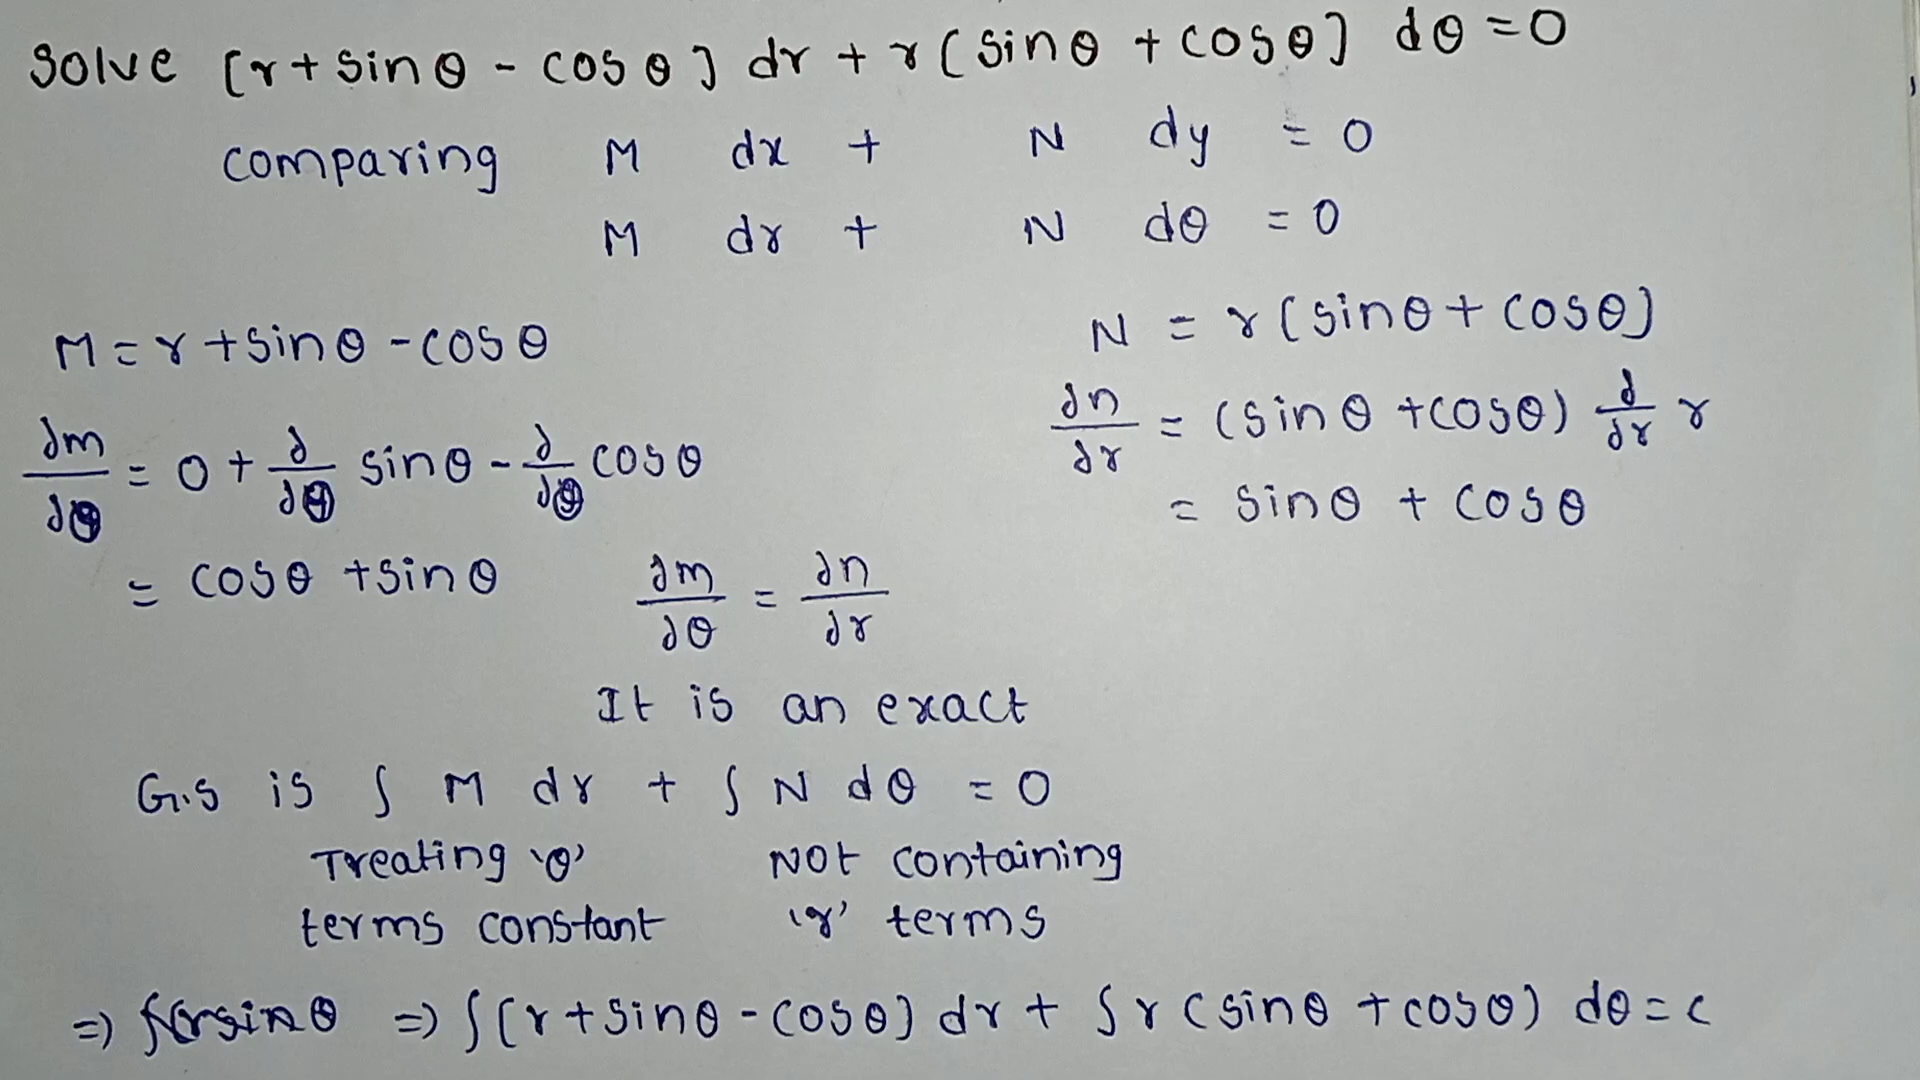 Solve [r + sin θ - cos θ] dr + r (sin θ + cos θ] dθ = 0
comparing M dx + N dy = 0
M dr + N dθ = 0
M = r + sin θ - cos θ
N = r (sin θ + cos θ]
∂m/∂θ = 0 + ∂/∂θ sin θ - ∂/∂θ cos θ
∂n/∂r = (sin θ + cos θ) ∂/∂r r
= sin θ + cos θ
= cos θ + sin θ
∂m/∂θ = ∂n/∂r
It is an exact
G.S is ∫ M dr + ∫ N dθ = 0
Treating 'θ' Not containing
terms constant 'r' terms
=) =) ∫ (r + sin θ - cos θ] dr + ∫ r (sin θ + cos θ) dθ = c